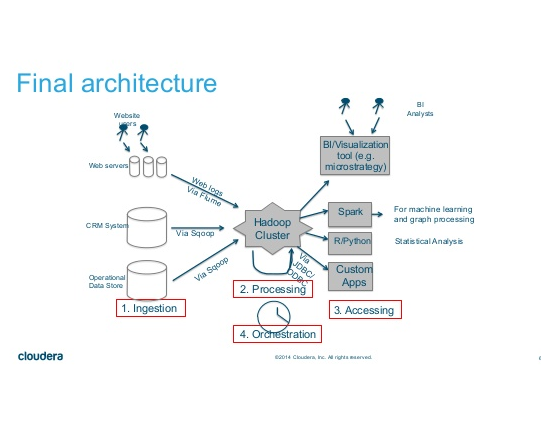 Final architecture
Website
users
BI
Analysts
BI/Visualization
tool (e.g.
microstrategy)
Web servers
Web logs
Via Flume
CRM System
Via Sqoop
Hadoop
Cluster
Spark
For machine learning
and graph processing
R/Python
Statistical Analysis
Via
JDBC/
ODBC
Custom
Apps
Operational
Data Store
Via Sqoop
1. Ingestion
2. Processing
3. Accessing
4. Orchestration
cloudera
©2014 Cloudera, Inc. All rights reserved.